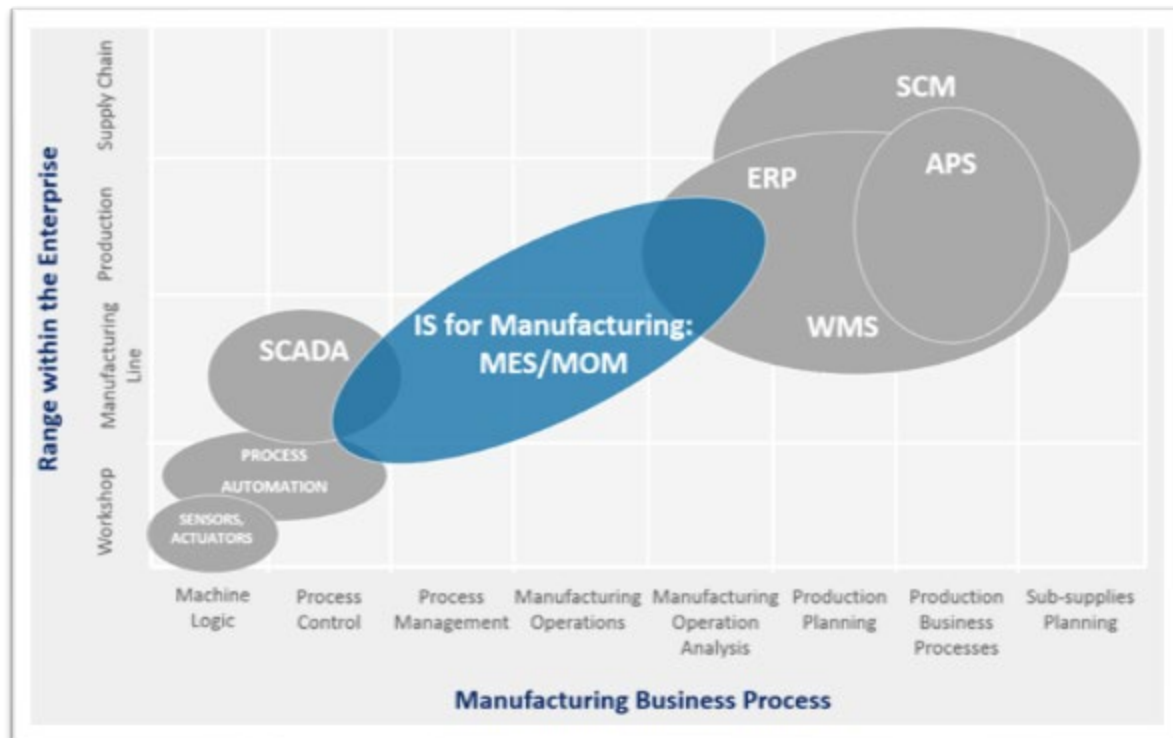 Range within the Enterprise
Supply Chain
Production
Manufacturing
Line
Workshop
SCM
APS
ERP
WMS
IS for Manufacturing:
MES/MOM
SCADA
PROCESS
AUTOMATION
SENSORS,
ACTUATORS
Machine
Logic
Process
Control
Process
Management
Manufacturing
Operations
Manufacturing
Operation
Analysis
Production
Planning
Production
Business
Processes
Sub-supplies
Planning
Manufacturing Business Process